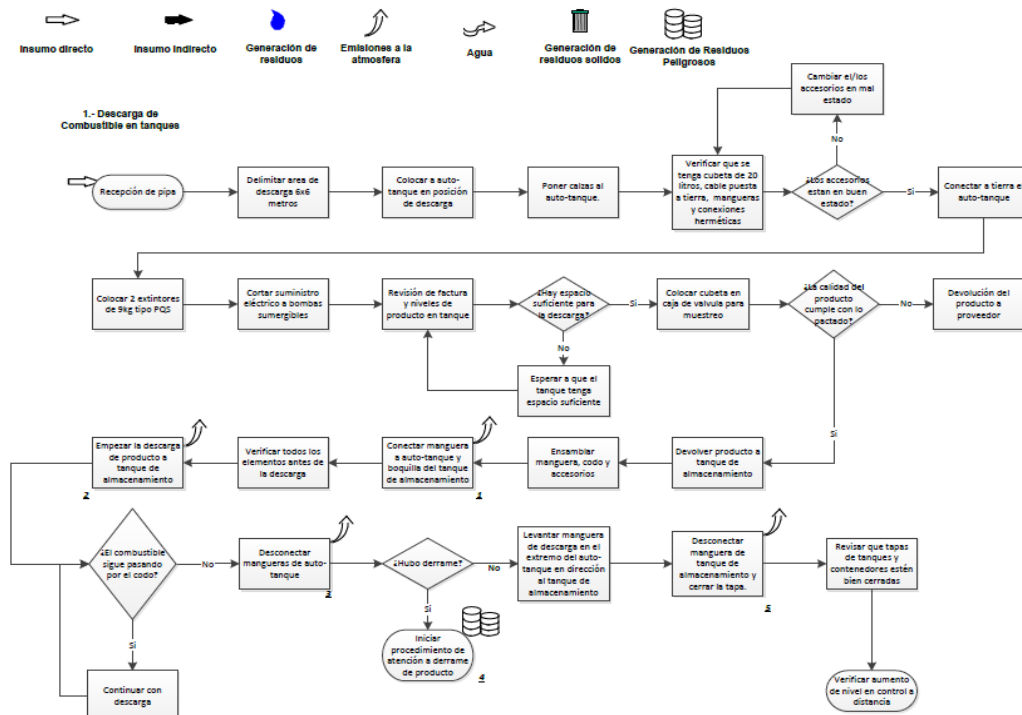 Insumo directo
Insumo Indirecto
Generación de
residuos
Emisiones a la
atmosfera
Agua
Generación de
residuos solidos
Generación de Residuos
Peligrosos
1.- Descarga de
Combustible en tanques
Cambiar el/los
accesorios en mal
estado
No
Recepción de pipa
Delimitar area de
descarga 6x6
metros
Colocar a auto-
tanque en posición
de descarga
Poner calzas al
auto-tanque.
Verificar que se
tenga cubeta de 20
litros, cable puesta
a tierra, mangueras
y conexiones
herméticas
¿Los accesorios
estan en buen
estado?
Si
Conectar a tierra el
auto-tanque
Colocar 2 extintores
de 9kg tipo PQS
Cortar suministro
eléctrico a bombas
sumergibles
Revisión de factura
y niveles de
producto en tanque
¿Hay espacio
suficiente para
la descarga?
Si
Colocar cubeta en
caja de valvula para
muestreo
¿La calidad del
producto
cumple con lo
pactado?
No
Devolución del
producto a
proveedor
No
Esperar a que el
tanque tenga
espacio suficiente
Si
Empezar la descarga
de producto a
tanque de
almacenamiento
2
Verificar todos los
elementos antes de
la descarga
Conectar manguera
a auto-tanque y
boquilla del tanque
de almacenamiento
1
Ensamblar
manguera, codo y
accesorios
Devolver producto a
tanque de
almacenamiento
¿El combustible
sigue pasando
por el codo?
No
Desconectar
mangueras de auto-
tanque
3
¿Hubo derrame?
No
Levantar manguera
de descarga en el
extremo del auto-
tanque en dirección
al tanque de
almacenamiento
Desconectar
manguera de
tanque de
almacenamiento y
cerrar la tapa.
5
Revisar que tapas
de tanques y
contenedores estén
bien cerradas
Si
Continuar con
descarga
Si
Iniciar
procedimiento de
atención a derrame
de producto
4
Verificar aumento
de nivel en control a
distancia